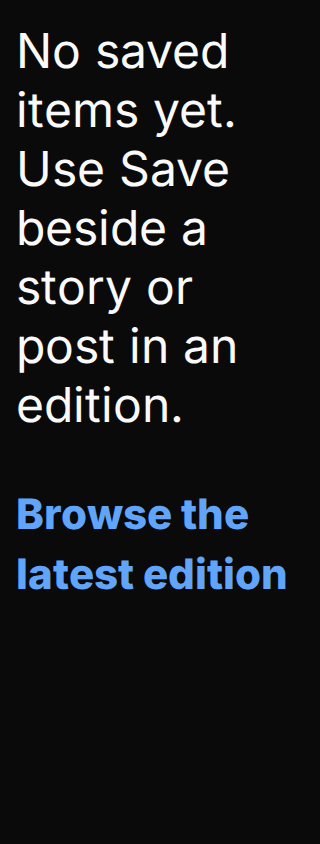 No saved
items yet.
Use Save
beside a
story or
post in an
edition.
Browse the
latest edition